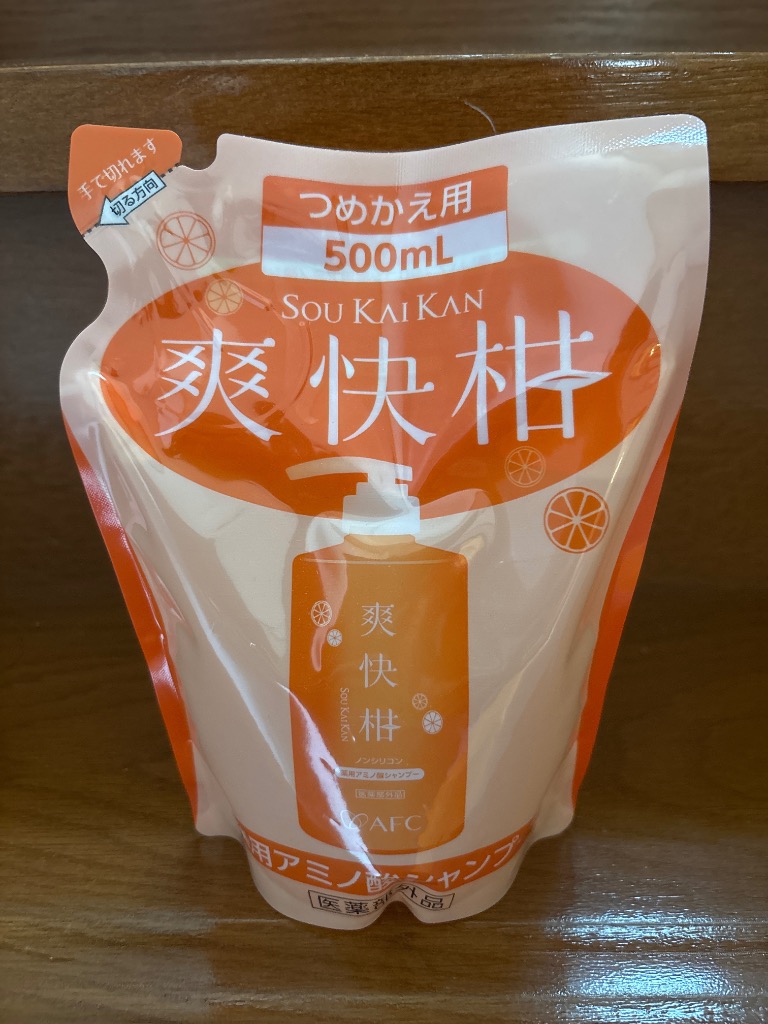 手で切れます
切る方向
つめかえ用
500mL
SOU KAI KAN
爽快柑
爽快柑
SOU KAI KAN
ノンシリコン
薬用アミノ酸シャンプー
医薬部外品
AFC
用アミノ酸シャンプ
医薬部外品